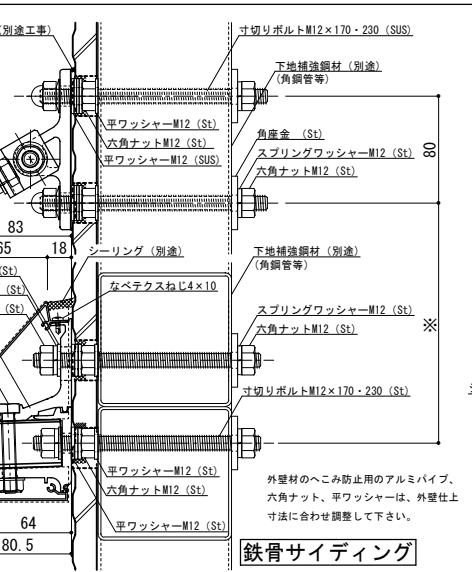 別途工事)
寸切りボルトM12×170・230 (SUS)
下地補強鋼材 (別途)
(角鋼管等)
平ワッシャーM12 (St)
六角ナットM12 (St)
平ワッシャーM12 (SUS)
角座金 (St)
スプリングワッシャーM12 (St)
六角ナットM12 (St)
80
83
65
18
シーリング (別途)
下地補強鋼材 (別途)
(角鋼管等)
St)
(St)
(St)
なべテクスねじ4×10
スプリングワッシャーM12 (St)
六角ナットM12 (St)
※
寸切りボルトM12×170・230 (St)
平ワッシャーM12 (St)
六角ナットM12 (St)
平ワッシャーM12 (St)
外壁材のへこみ防止用のアルミパイプ、
六角ナット、平ワッシャーは、外壁仕上
寸法に合わせ調整して下さい。
64
80.5
鉄骨サイディング